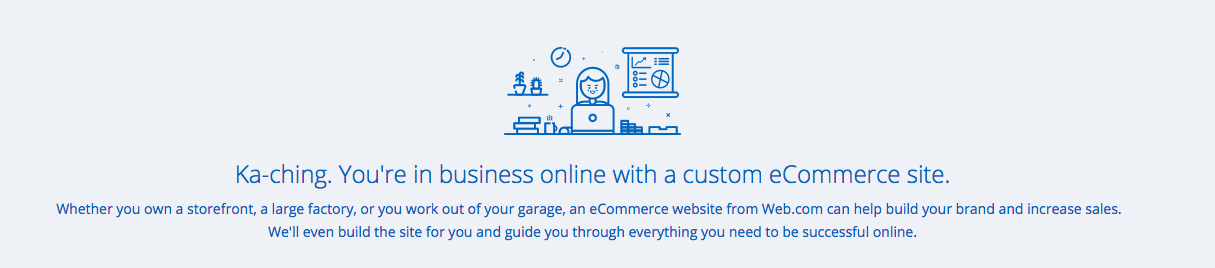 Ka-ching. You're in business online with a custom eCommerce site.
Whether you own a storefront, a large factory, or you work out of your garage, an eCommerce website from Web.com can help build your brand and increase sales.
We'll even build the site for you and guide you through everything you need to be successful online.